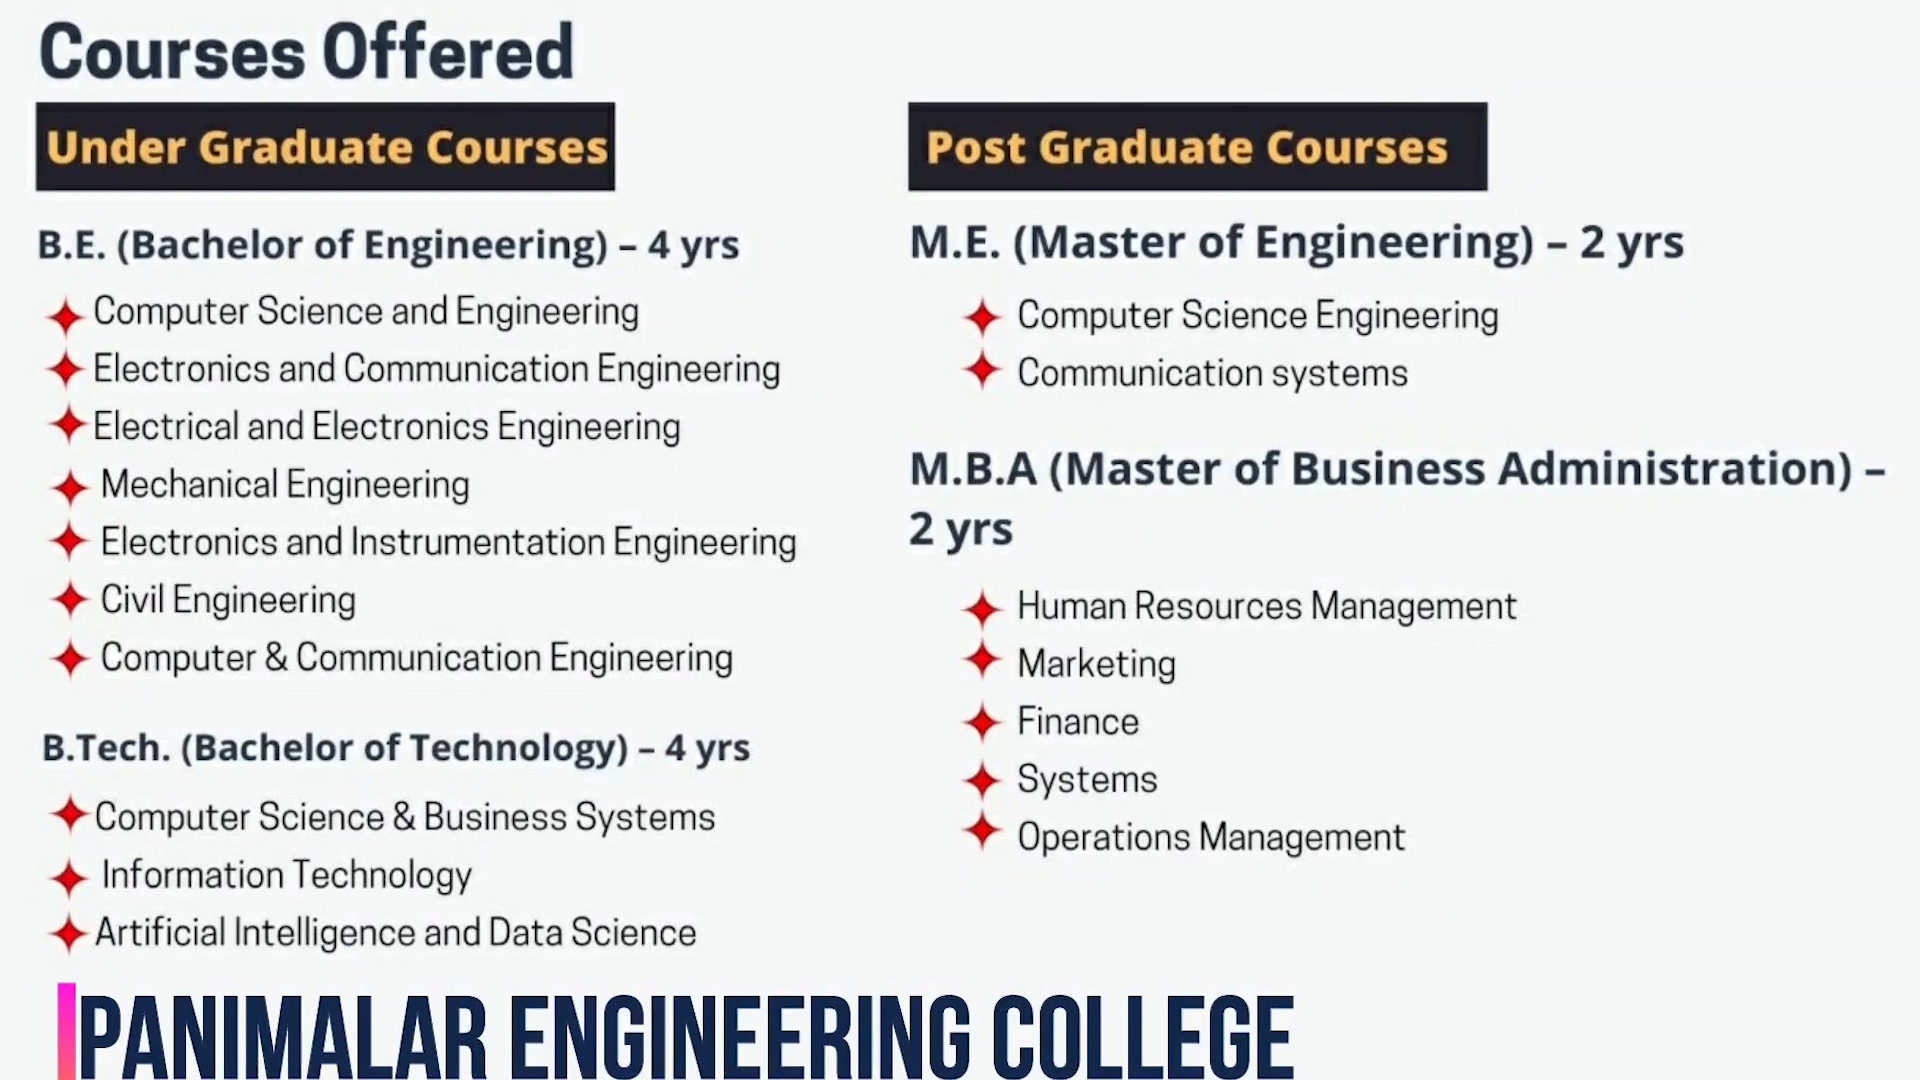 Courses Offered
Under Graduate Courses
B.E. (Bachelor of Engineering) – 4 yrs
Computer Science and Engineering
Electronics and Communication Engineering
Electrical and Electronics Engineering
Mechanical Engineering
Electronics and Instrumentation Engineering
Civil Engineering
Computer & Communication Engineering
B.Tech. (Bachelor of Technology) – 4 yrs
Computer Science & Business Systems
Information Technology
Artificial Intelligence and Data Science
Post Graduate Courses
M.E. (Master of Engineering) – 2 yrs
Computer Science Engineering
Communication systems
M.B.A (Master of Business Administration) –
2 yrs
Human Resources Management
Marketing
Finance
Systems
Operations Management
PANIMALAR ENGINEERING COLLEGE